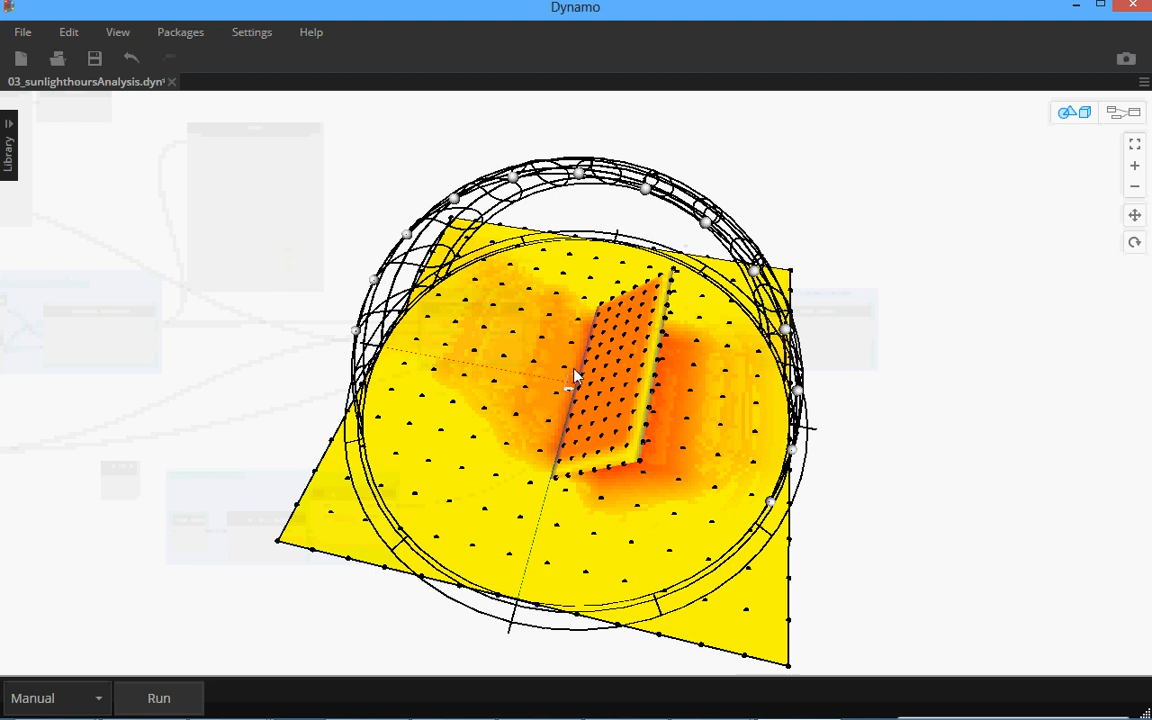 Dynamo
File Edit View Packages Settings Help
03_sunlighthoursAnalysis.dyn*
Library
Manual
Run